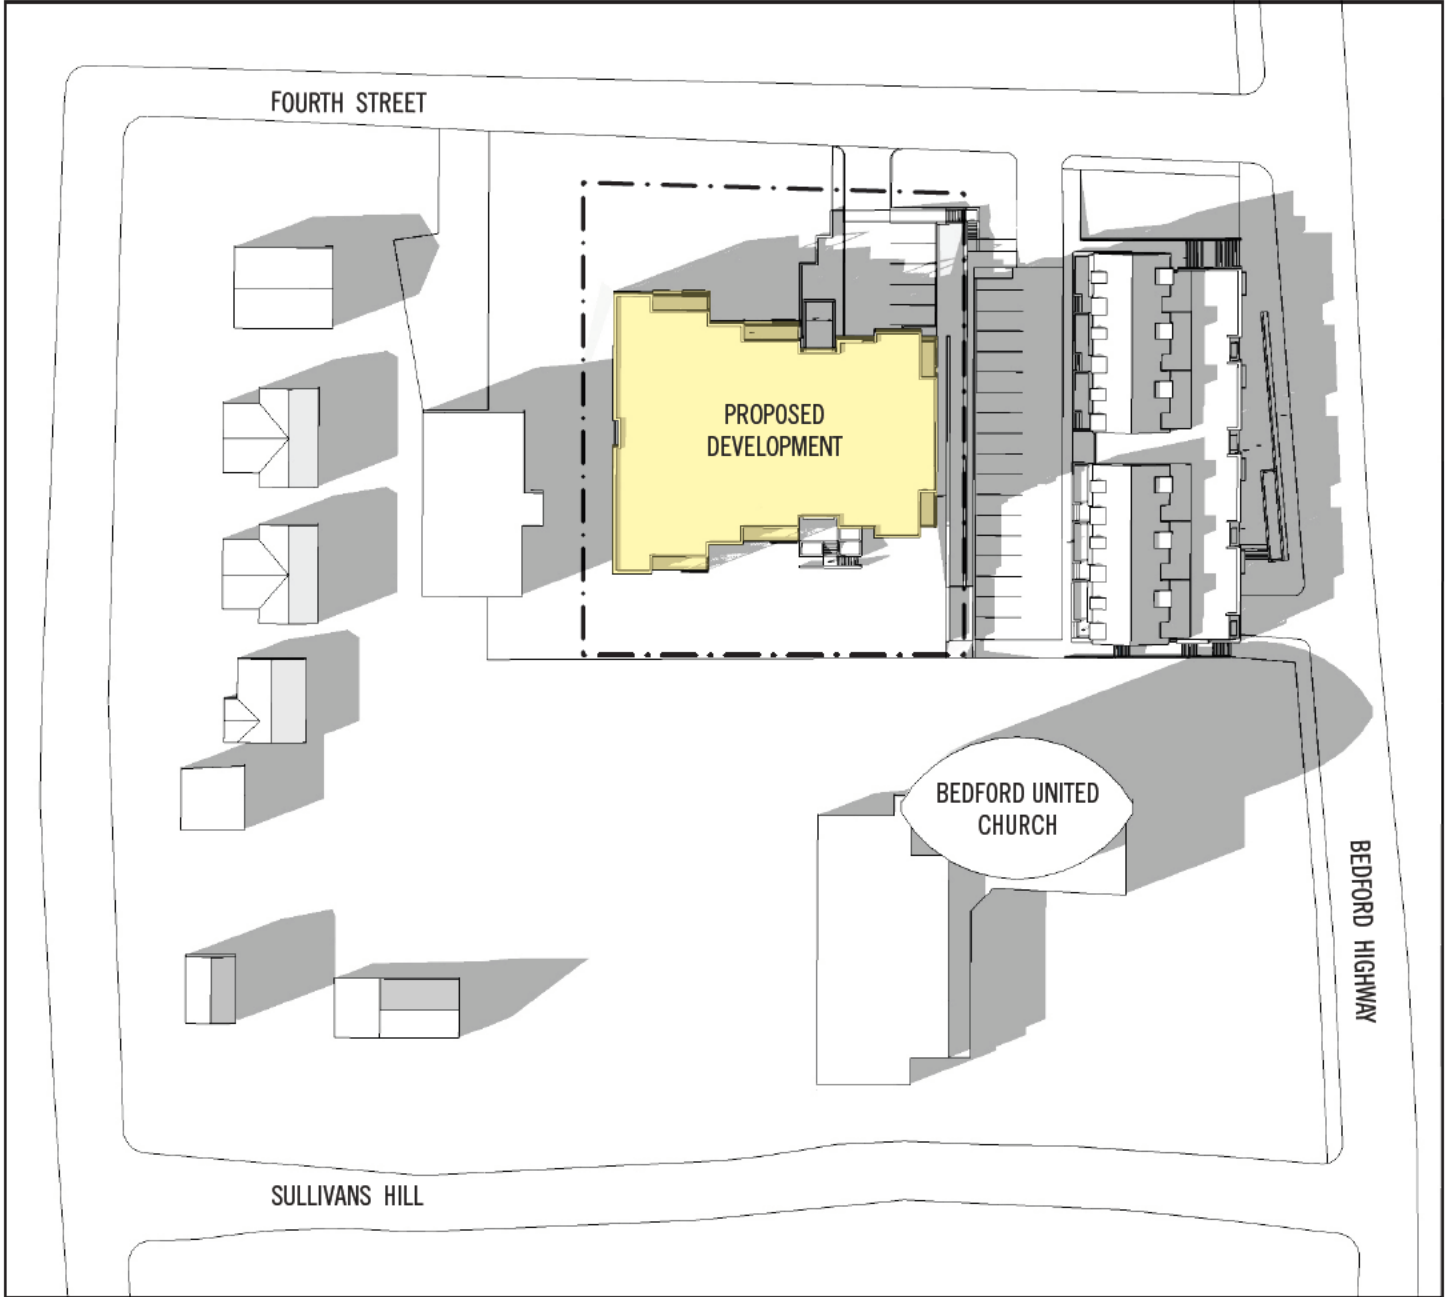 FOURTH STREET
PROPOSED
DEVELOPMENT
BEDFORD UNITED
CHURCH
BEDFORD HIGHWAY
SULLIVANS HILL